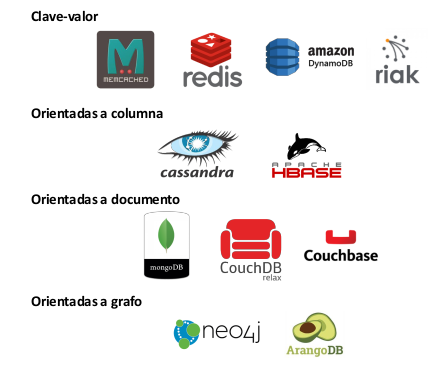 Clave-valor
MEMCACHED
redis
amazon
DynamoDB
riak
Orientadas a columna
cassandra
APACHE
HBASE
Orientadas a documento
mongoDB
CouchDB
relax
Couchbase
Orientadas a grafo
neo4j
ArangoDB